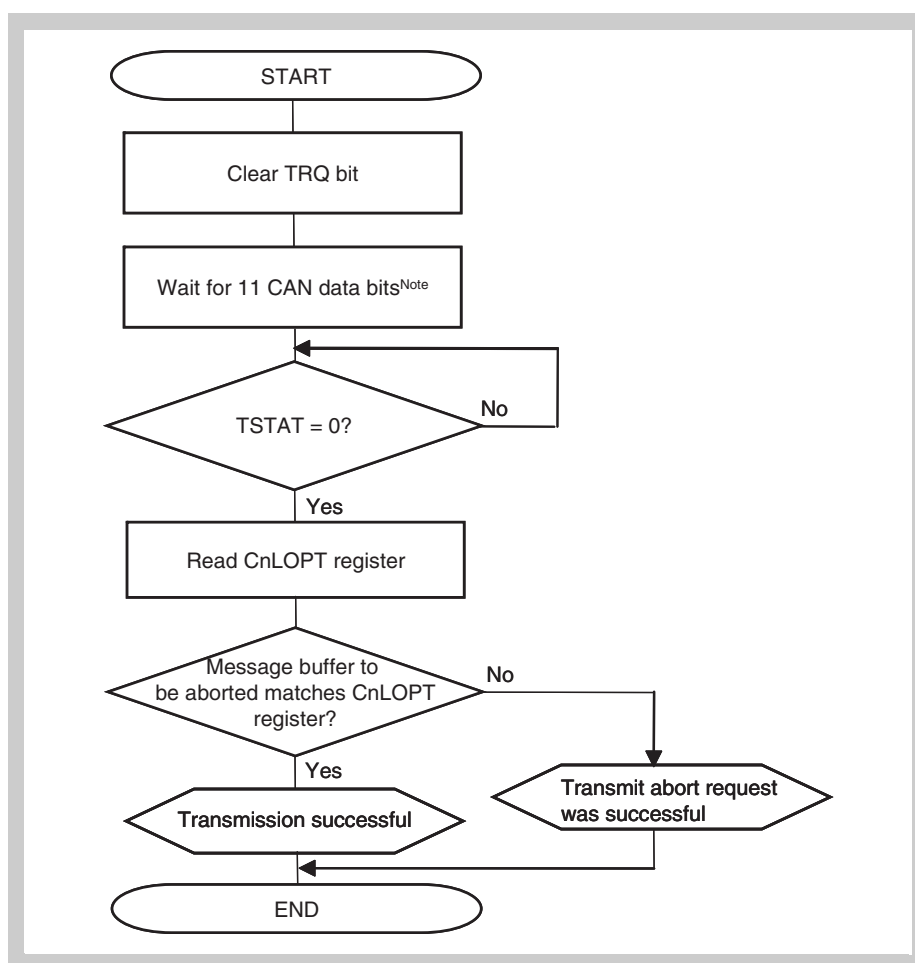 START
Clear TRQ bit
Wait for 11 CAN data bitsNote
TSTAT = 0?
No
Yes
Read CnLOPT register
Message buffer to
be aborted matches CnLOPT
register?
No
Yes
Transmission successful
Transmit abort request
was successful
END